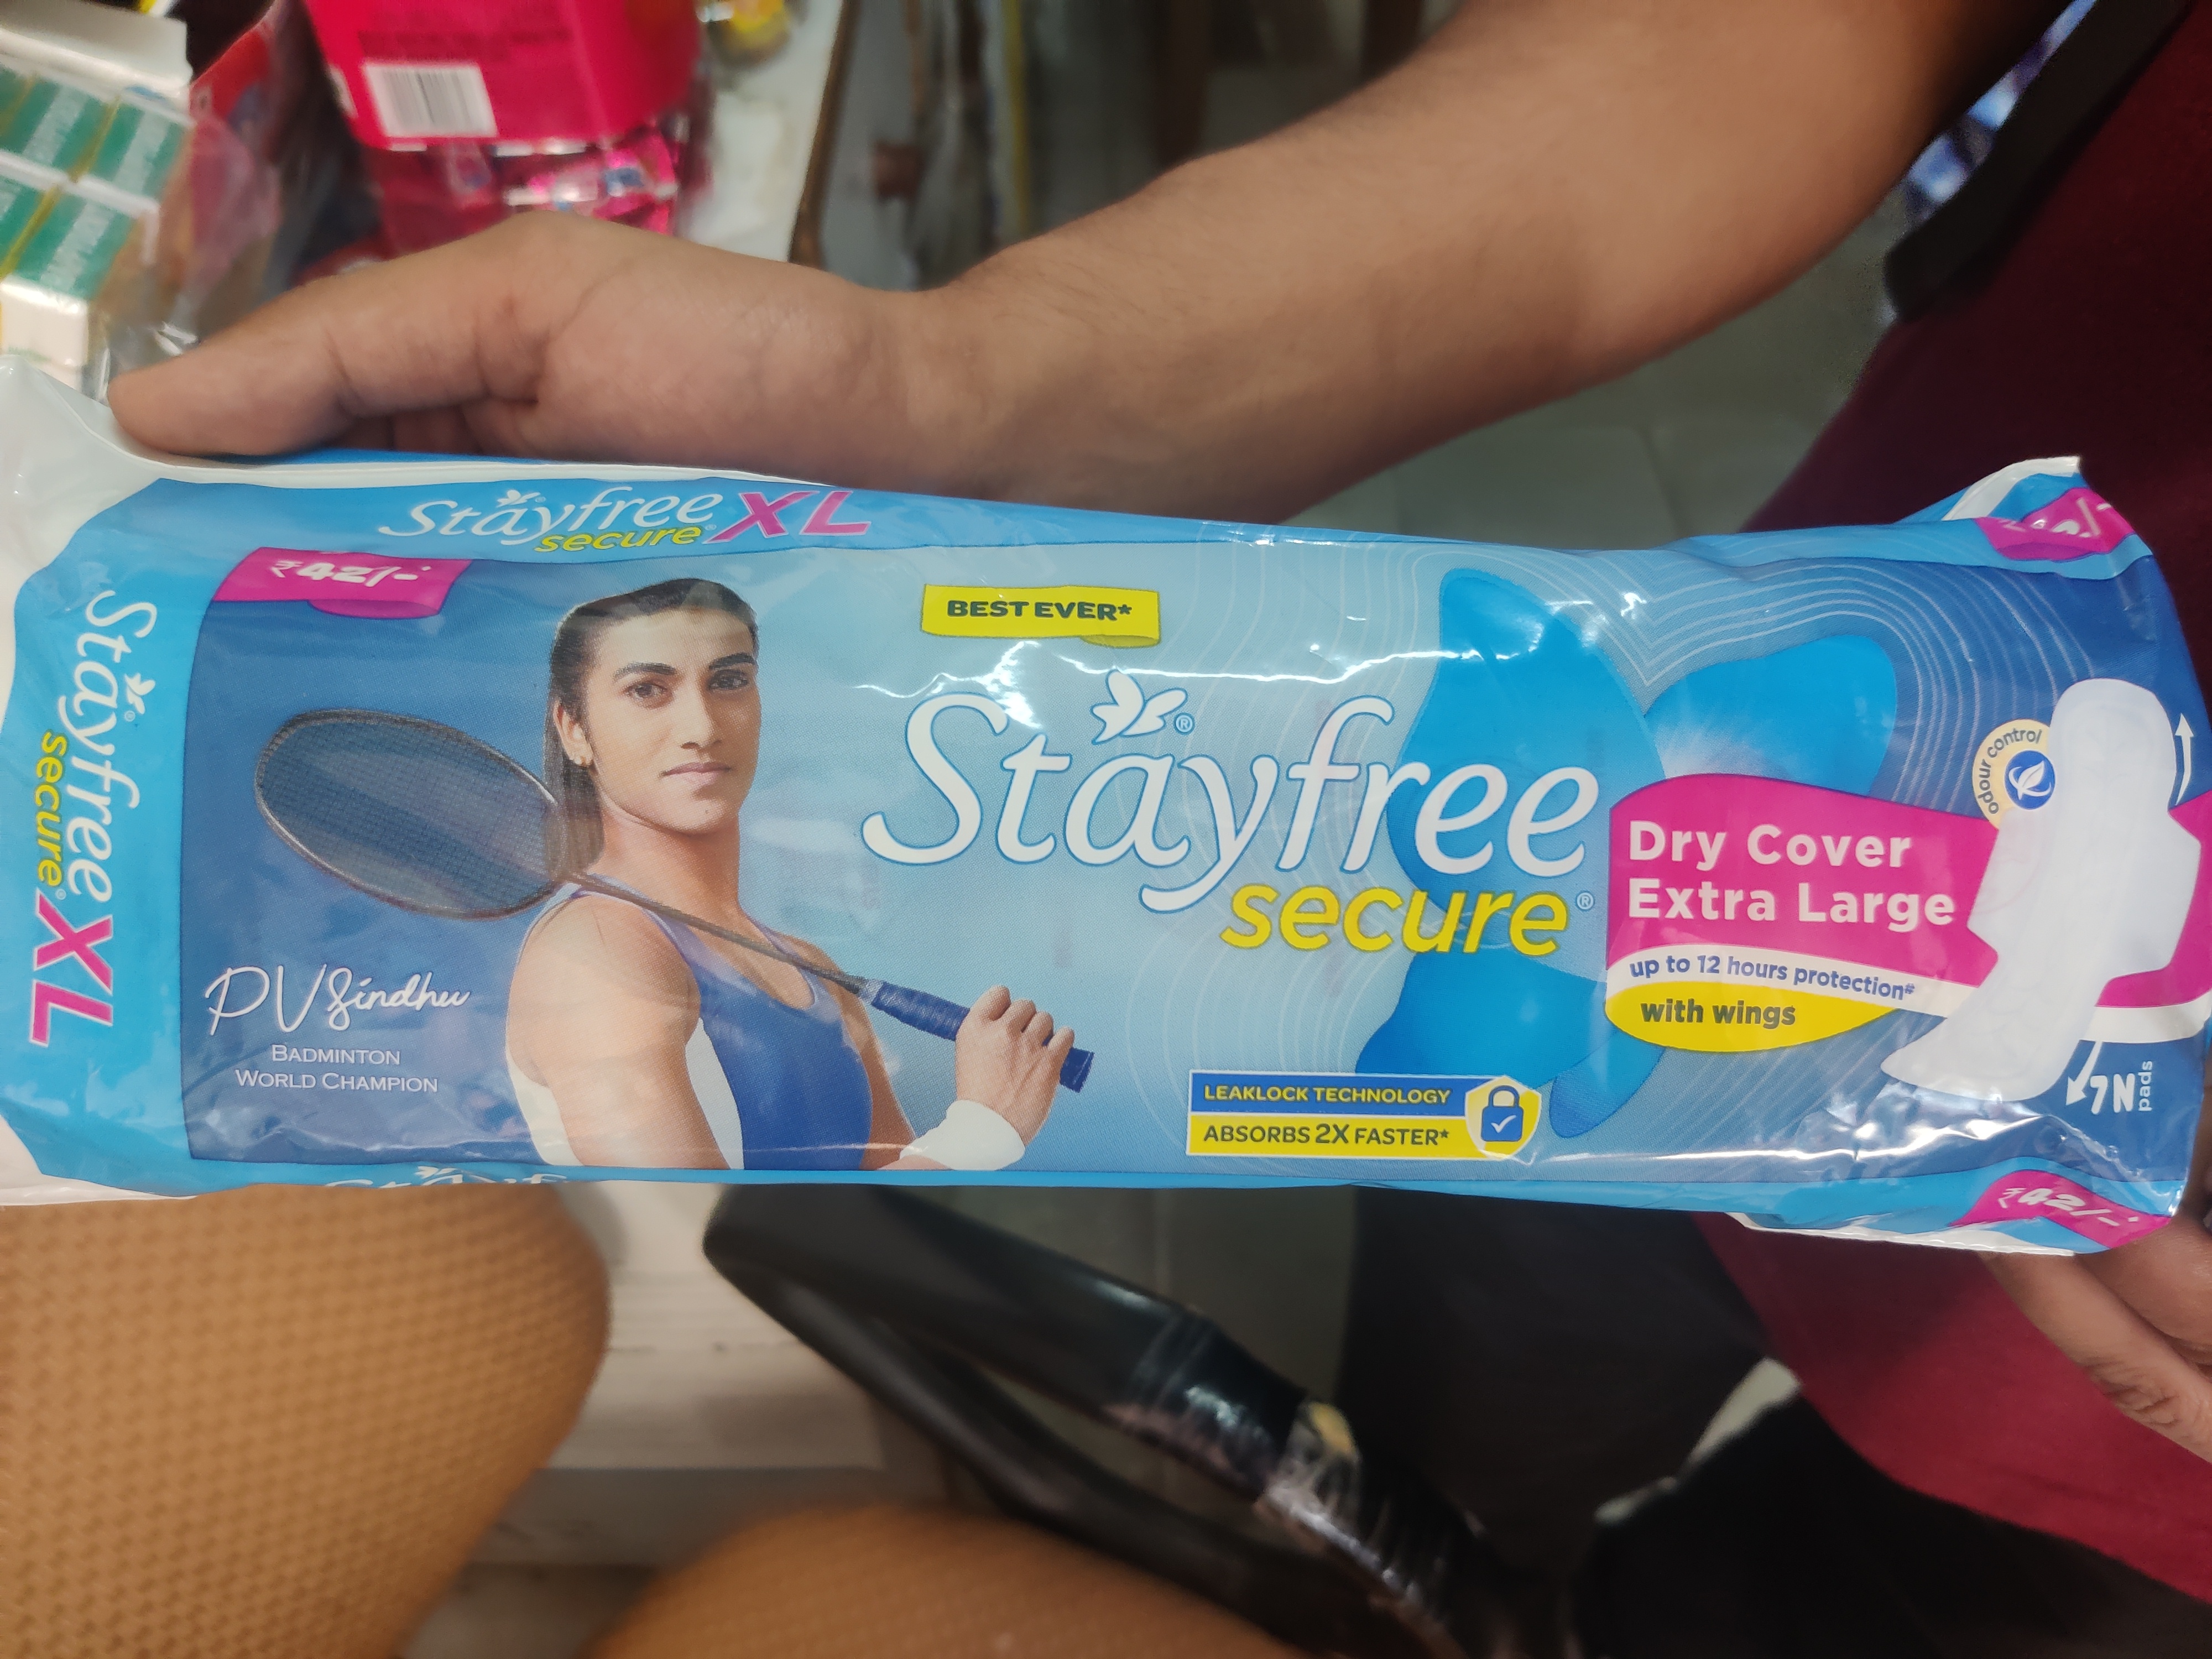 Stayfree XL
secure®
₹42/-*
BEST EVER*
Stayfree®
secure®
Stayfree®
secure® XL
PV Sindhu
BADMINTON
WORLD CHAMPION
odour control
Dry Cover
Extra Large
up to 12 hours protection#
with wings
LEAKLOCK TECHNOLOGY
ABSORBS 2X FASTER*
7N
pads
₹42/-*